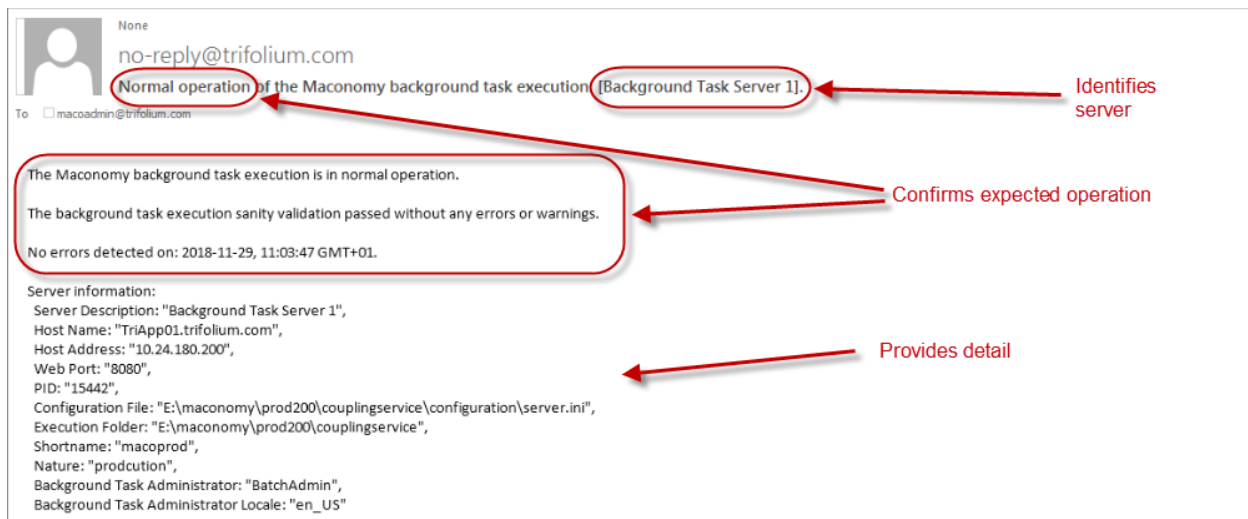 None
no-reply@trifolium.com
Normal operation of the Maconomy background task execution [Background Task Server 1].
Identifies
server
To macoadmin@trifolium.com
The Maconomy background task execution is in normal operation.
Confirms expected operation
The background task execution sanity validation passed without any errors or warnings.
No errors detected on: 2018-11-29, 11:03:47 GMT+01.
Server information:
Server Description: "Background Task Server 1",
Host Name: "TriApp01.trifolium.com",
Host Address: "10.24.180.200",
Provides detail
Web Port: "8080",
PID: "15442",
Configuration File: "E:\maconomy\prod200\couplingservice\configuration\server.ini",
Execution Folder: "E:\maconomy\prod200\couplingservice",
Shortname: "macoprod",
Nature: "prodcution",
Background Task Administrator: "BatchAdmin",
Background Task Administrator Locale: "en_US"